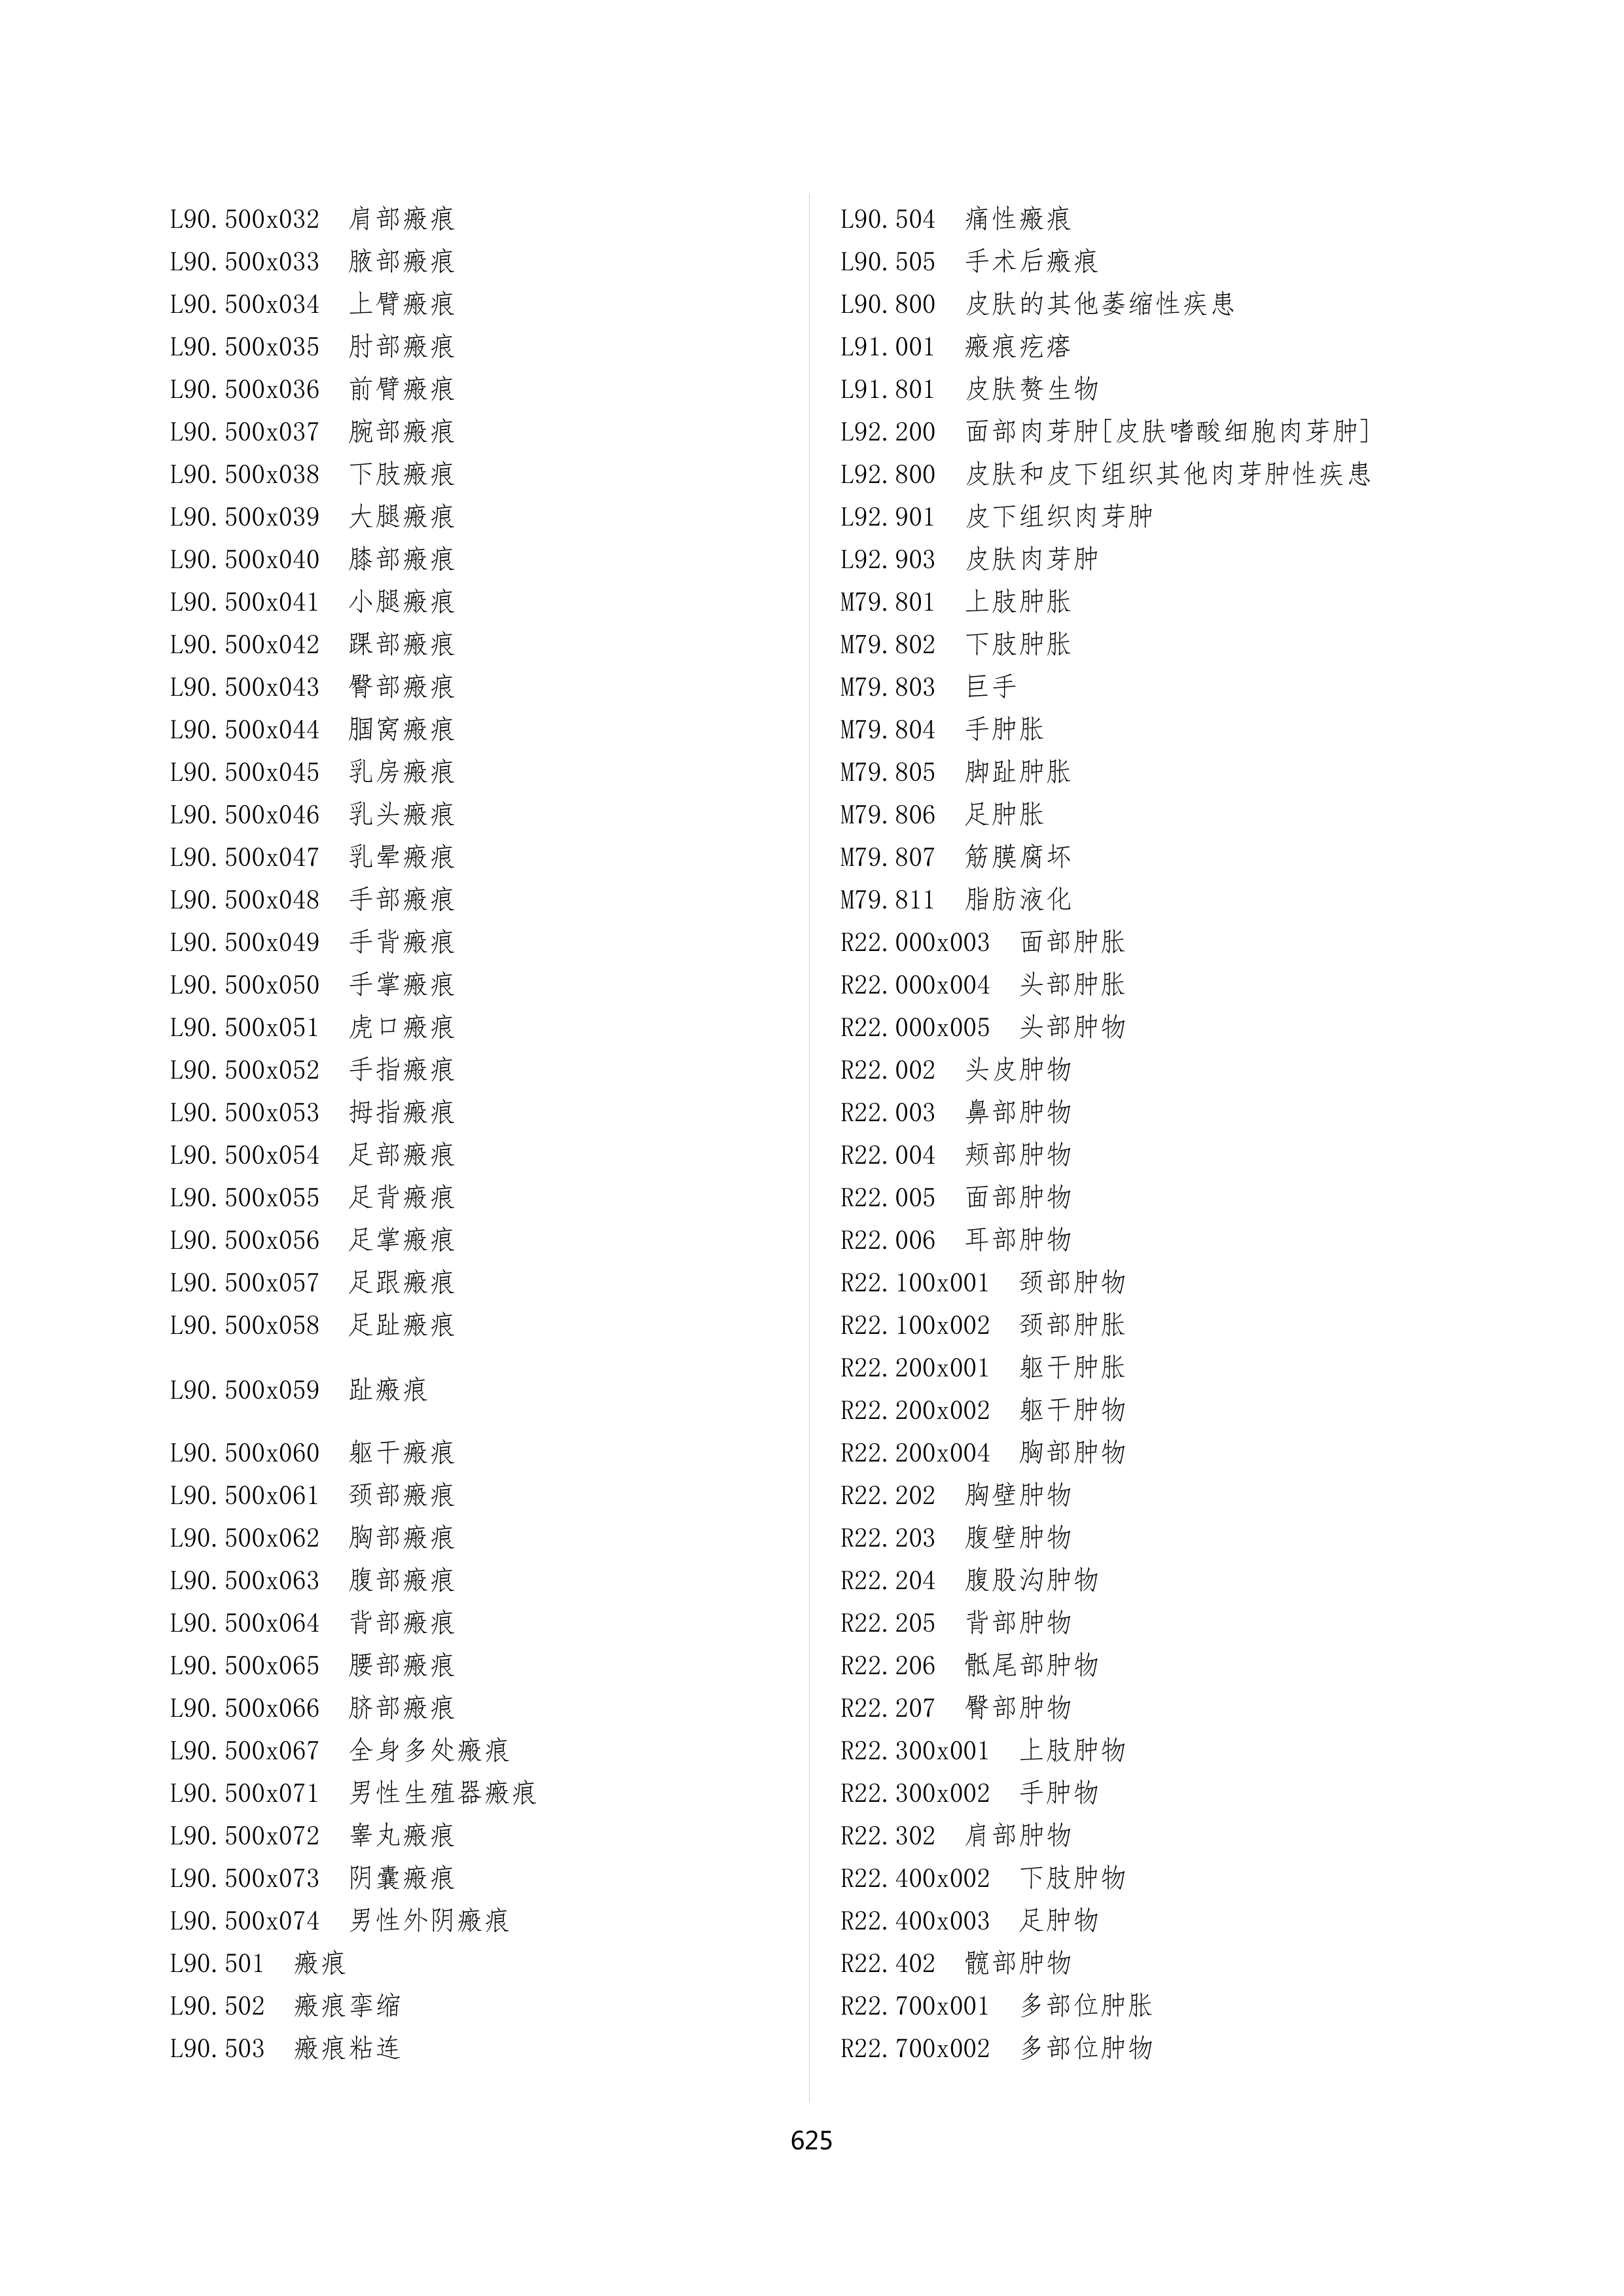 L90.500x032 肩部瘢痕
L90.500x033 腋部瘢痕
L90.500x034 上臂瘢痕
L90.500x035 肘部瘢痕
L90.500x036 前臂瘢痕
L90.500x037 腕部瘢痕
L90.500x038 下肢瘢痕
L90.500x039 大腿瘢痕
L90.500x040 膝部瘢痕
L90.500x041 小腿瘢痕
L90.500x042 踝部瘢痕
L90.500x043 臀部瘢痕
L90.500x044 腘窝瘢痕
L90.500x045 乳房瘢痕
L90.500x046 乳头瘢痕
L90.500x047 乳晕瘢痕
L90.500x048 手部瘢痕
L90.500x049 手背瘢痕
L90.500x050 手掌瘢痕
L90.500x051 虎口瘢痕
L90.500x052 手指瘢痕
L90.500x053 拇指瘢痕
L90.500x054 足部瘢痕
L90.500x055 足背瘢痕
L90.500x056 足掌瘢痕
L90.500x057 足跟瘢痕
L90.500x058 足趾瘢痕
L90.500x059 趾瘢痕
L90.500x060 躯干瘢痕
L90.500x061 颈部瘢痕
L90.500x062 胸部瘢痕
L90.500x063 腹部瘢痕
L90.500x064 背部瘢痕
L90.500x065 腰部瘢痕
L90.500x066 脐部瘢痕
L90.500x067 全身多处瘢痕
L90.500x071 男性生殖器瘢痕
L90.500x072 睾丸瘢痕
L90.500x073 阴囊瘢痕
L90.500x074 男性外阴瘢痕
L90.501 瘢痕
L90.502 瘢痕挛缩
L90.503 瘢痕粘连
L90.504 痛性瘢痕
L90.505 手术后瘢痕
L90.800 皮肤的其他萎缩性疾患
L91.001 瘢痕疙瘩
L91.801 皮肤赘生物
L92.200 面部肉芽肿[皮肤嗜酸细胞肉芽肿]
L92.800 皮肤和皮下组织其他肉芽肿性疾患
L92.901 皮下组织肉芽肿
L92.903 皮肤肉芽肿
M79.801 上肢肿胀
M79.802 下肢肿胀
M79.803 巨手
M79.804 手肿胀
M79.805 脚趾肿胀
M79.806 足肿胀
M79.807 筋膜腐坏
M79.811 脂肪液化
R22.000x003 面部肿胀
R22.000x004 头部肿胀
R22.000x005 头部肿物
R22.002 头皮肿物
R22.003 鼻部肿物
R22.004 颊部肿物
R22.005 面部肿物
R22.006 耳部肿物
R22.100x001 颈部肿物
R22.100x002 颈部肿胀
R22.200x001 躯干肿胀
R22.200x002 躯干肿物
R22.200x004 胸部肿物
R22.202 胸壁肿物
R22.203 腹壁肿物
R22.204 腹股沟肿物
R22.205 背部肿物
R22.206 骶尾部肿物
R22.207 臀部肿物
R22.300x001 上肢肿物
R22.300x002 手肿物
R22.302 肩部肿物
R22.400x002 下肢肿物
R22.400x003 足肿物
R22.402 髋部肿物
R22.700x001 多部位肿胀
R22.700x002 多部位肿物
625